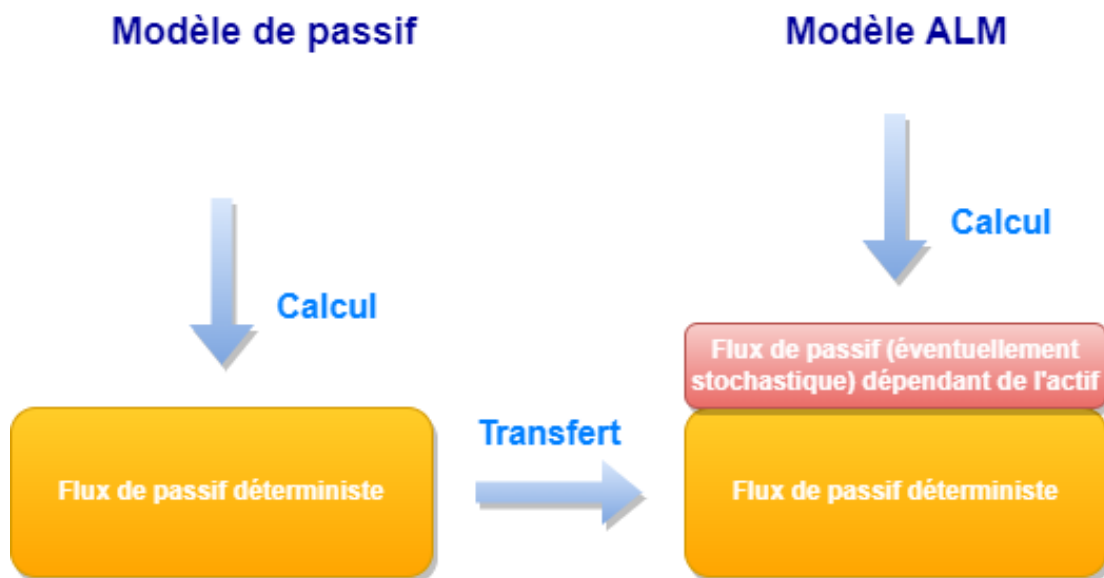 Modèle de passif
Modèle ALM
Calcul
Calcul
Flux de passif (éventuellement
stochastique) dépendant de l'actif
Transfert
Flux de passif déterministe
Flux de passif déterministe